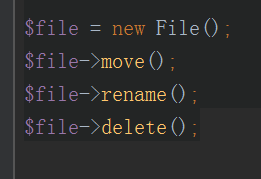 $file = new File();
$file->move();
$file->rename();
$file->delete();